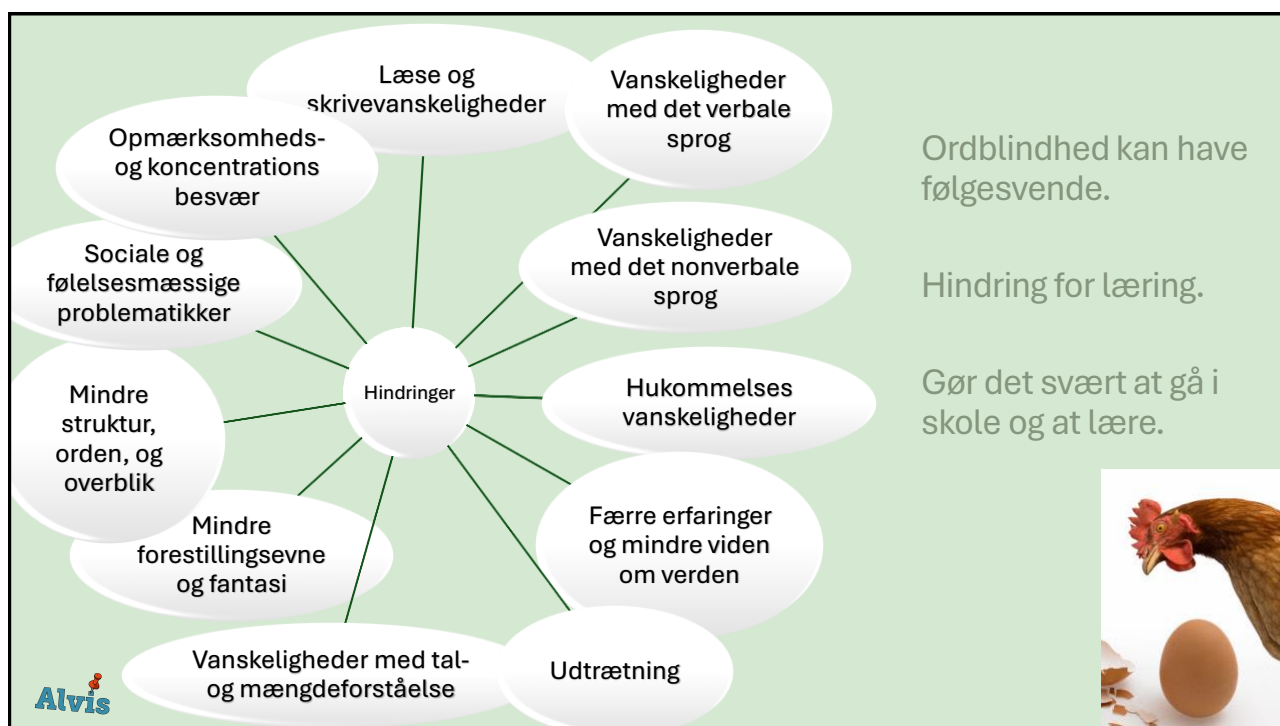 Læse og
skrivevanskeligheder
Vanskeligheder
med det verbale
sprog
Opmærksomheds-
og koncentrations
besvær
Vanskeligheder
med det nonverbale
sprog
Sociale og
følelsesmæssige
problematikker
Hindringer
Hukommelses
vanskeligheder
Mindre
struktur,
orden, og
overblik
Færre erfaringer
og mindre viden
om verden
Mindre
forestillingsevne
og fantasi
Vanskeligheder med tal-
og mængdeforståelse
Udtrætning
Ordblindhed kan have
følgesvende.
Hindring for læring.
Gør det svært at gå i
skole og at lære.
Alvis